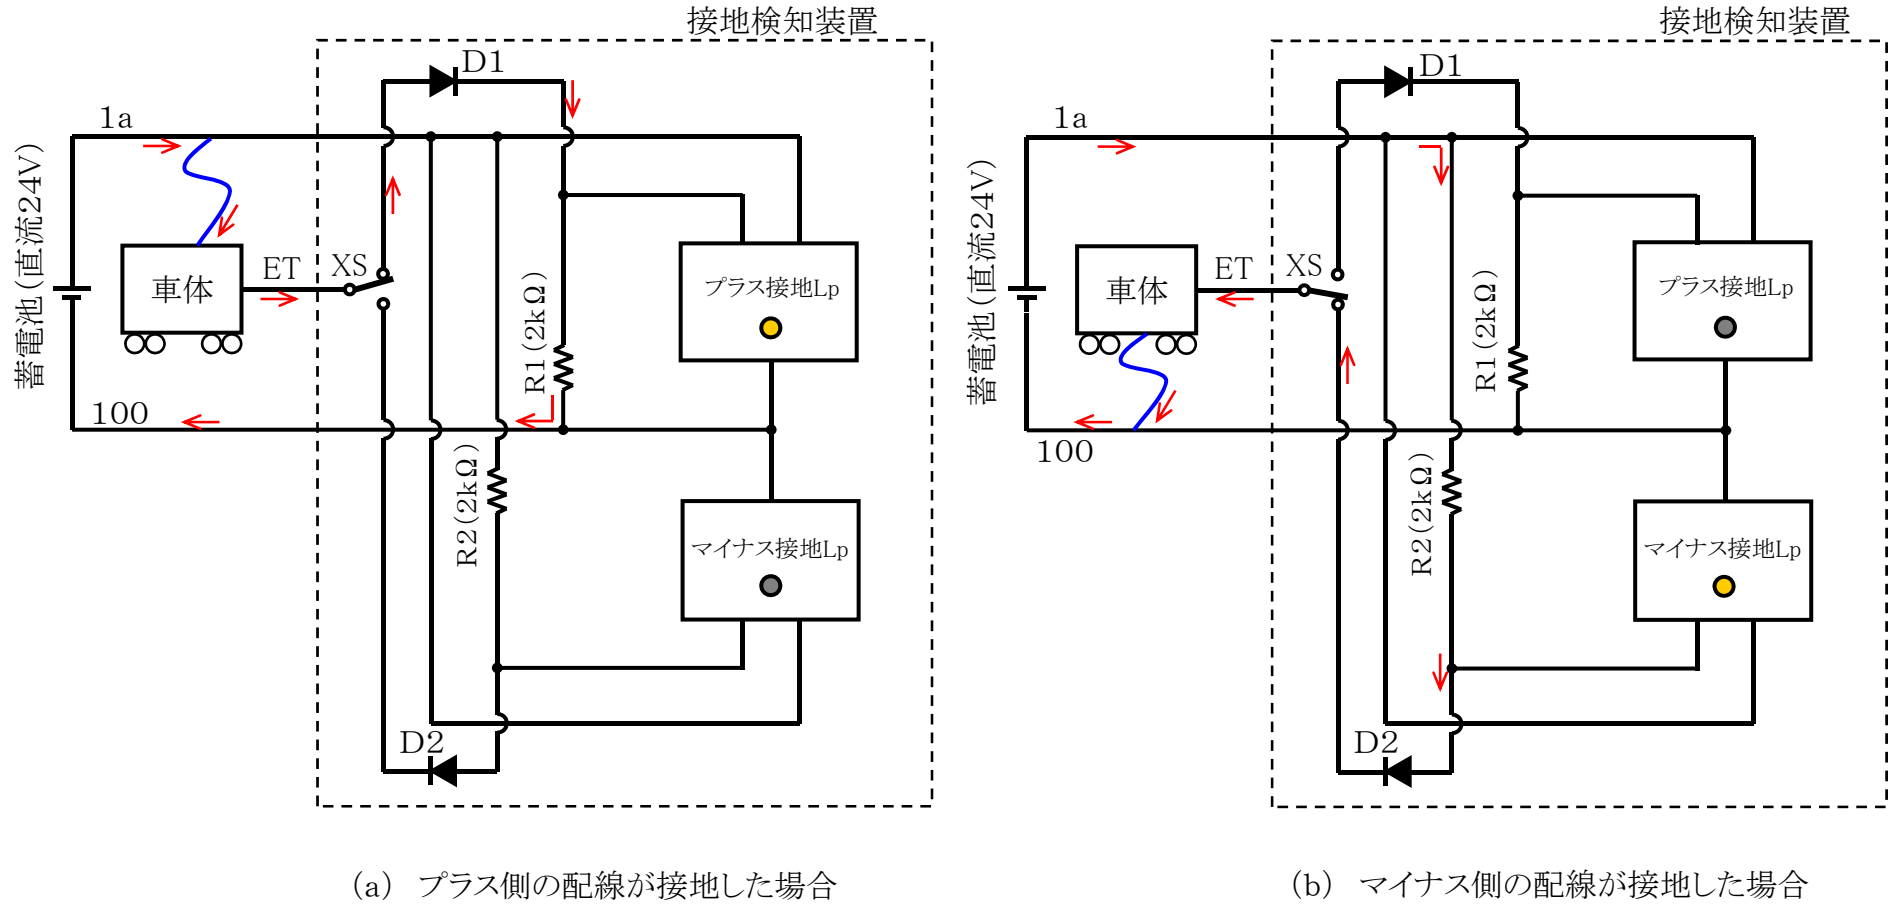 接地検知装置
D1
1a
蓄電池(直流24V)
車体
ET
XS
プラス接地Lp
R1(2kΩ)
100
R2(2kΩ)
マイナス接地Lp
D2
(a) プラス側の配線が接地した場合
接地検知装置
D1
1a
蓄電池(直流24V)
車体
ET
XS
プラス接地Lp
R1(2kΩ)
100
R2(2kΩ)
マイナス接地Lp
D2
(b) マイナス側の配線が接地した場合